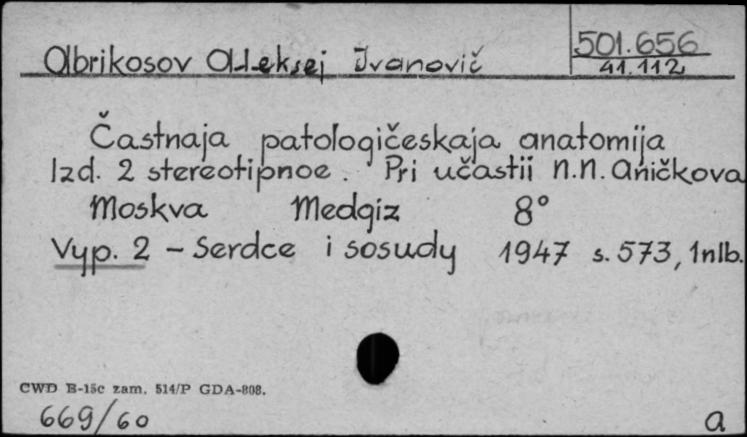 501.656
Abrikosov Aleksej Ivanovič
41.112
Častnaja patologičeskaja anatomija
Izd. 2 stereotipnoe. Pri učastii N.N. Aničkova
Moskva Medgiz 8°
Vyp. 2 - Serdce i sosudy 1947 s. 573, 1nlb.
CWD B-15c zam. 514/P GDA-808.
669/60
a